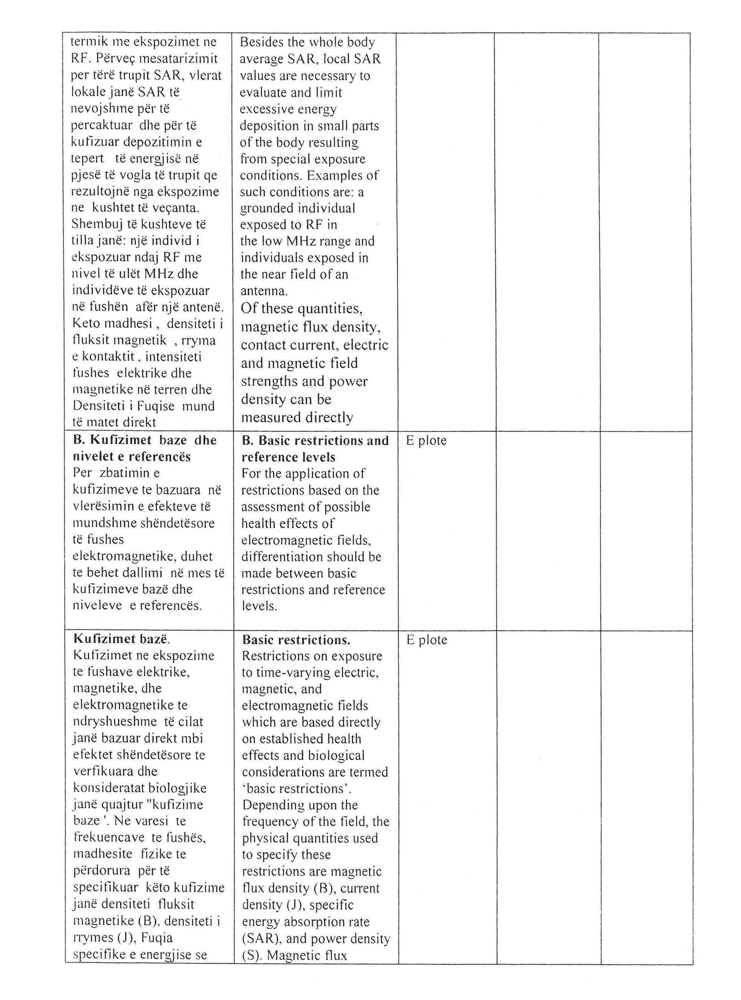 termik me ekspozimet ne
RF. Përveç mesatarizimit
per tërë trupit SAR, vlerat
lokale janë SAR të
nevojshme për të
percaktuar dhe për të
kufizuar depozitimin e
tepert të energjisë në
pjesë të vogla të trupit qe
rezultojnë nga ekspozime
ne kushtet të veçanta.
Shembuj të kushteve të
tilla janë: një individ i
ekspozuar ndaj RF me
nivel të ulët MHz dhe
individëve të ekspozuar
në fushën afër një antenë.
Keto madhesi , densiteti i
fluksit magnetik , rryma
e kontaktit , intensiteti
fushes elektrike dhe
magnetike në terren dhe
Densiteti i Fuqise mund
të matet direkt
Besides the whole body
average SAR, local SAR
values are necessary to
evaluate and limit
excessive energy
deposition in small parts
of the body resulting
from special exposure
conditions. Examples of
such conditions are: a
grounded individual
exposed to RF in
the low MHz range and
individuals exposed in
the near field of an
antenna.
Of these quantities,
magnetic flux density,
contact current, electric
and magnetic field
strengths and power
density can be
measured directly
B. Kufizimet baze dhe
nivelet e referencës
Per zbatimin e
kufizimeve te bazuara në
vlerësimin e efekteve të
mundshme shëndetësore
të fushes
elektromagnetike, duhet
te behet dallimi në mes të
kufizimeve bazë dhe
niveleve e referencës.
B. Basic restrictions and
reference levels
For the application of
restrictions based on the
assessment of possible
health effects of
electromagnetic fields,
differentiation should be
made between basic
restrictions and reference
levels.
E plote
Kufizimet bazë.
Kufizimet ne ekspozime
te fushave elektrike,
magnetike, dhe
elektromagnetike te
ndryshueshme të cilat
janë bazuar direkt mbi
efektet shëndetësore te
verfikuara dhe
konsideratat biologjike
janë quajtur "kufizime
baze '. Ne varesi te
frekuencave te fushës,
madhesite fizike te
përdorura për të
specifikuar këto kufizime
janë densiteti fluksit
magnetike (B), densiteti i
rrymes (J), Fuqia
specifike e energjise se
Basic restrictions.
Restrictions on exposure
to time-varying electric,
magnetic, and
electromagnetic fields
which are based directly
on established health
effects and biological
considerations are termed
‘basic restrictions’.
Depending upon the
frequency of the field, the
physical quantities used
to specify these
restrictions are magnetic
flux density (B), current
density (J), specific
energy absorption rate
(SAR), and power density
(S). Magnetic flux
E plote